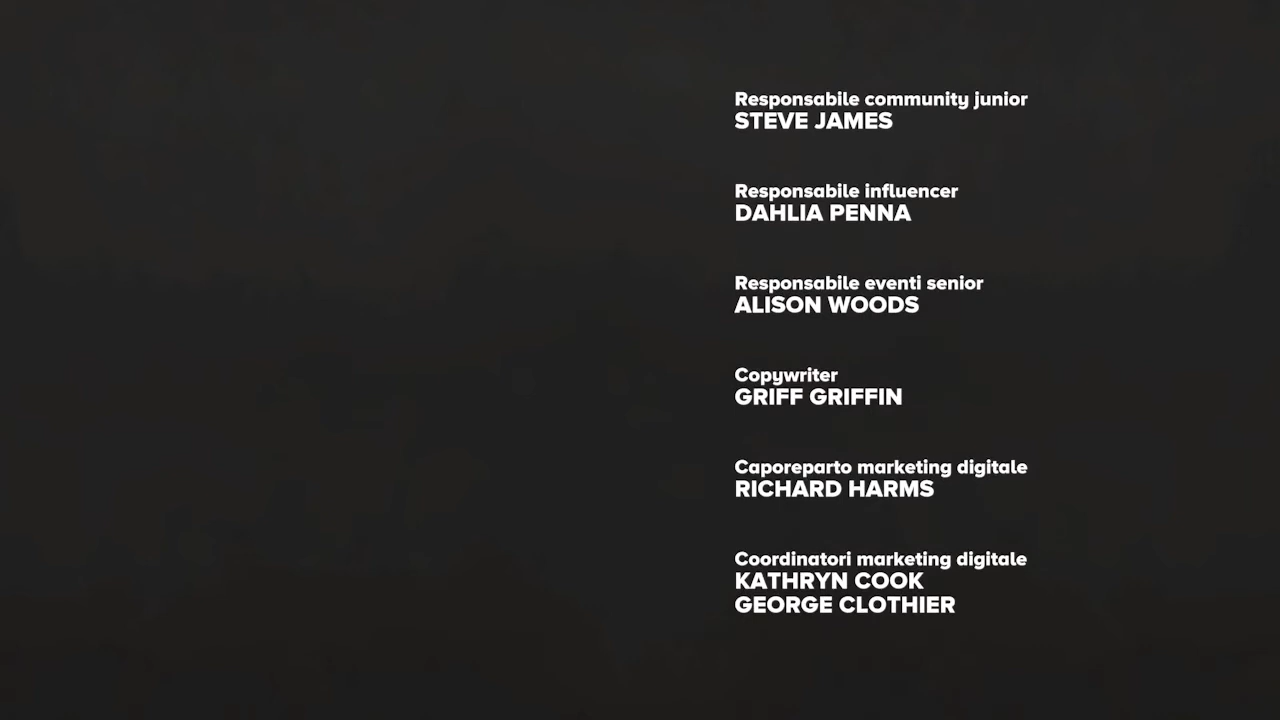 Responsabile community junior
STEVE JAMES
Responsabile influencer
DAHLIA PENNA
Responsabile eventi senior
ALISON WOODS
Copywriter
GRIFF GRIFFIN
Caporeparto marketing digitale
RICHARD HARMS
Coordinatori marketing digitale
KATHRYN COOK
GEORGE CLOTHIER